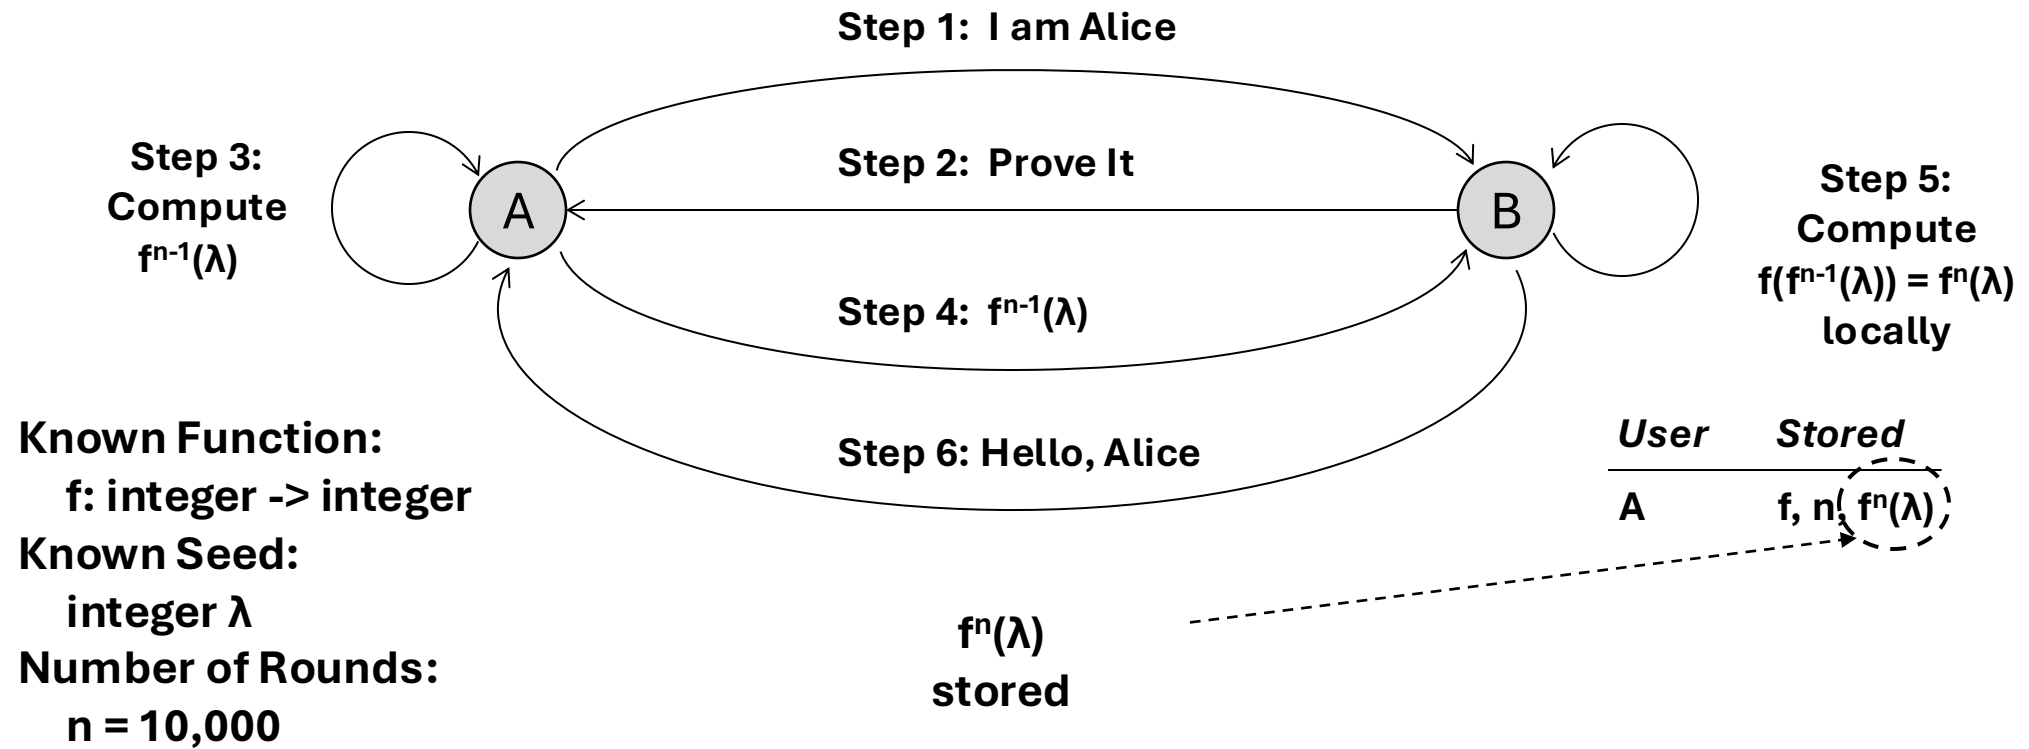 Step 1: I am Alice
Step 2: Prove It
Step 3:
Compute
fⁿ⁻¹(λ)
A
B
Step 4: fⁿ⁻¹(λ)
Step 5:
Compute
f(fⁿ⁻¹(λ)) = fⁿ(λ)
locally
Step 6: Hello, Alice
Known Function:
f: integer -> integer
Known Seed:
integer λ
Number of Rounds:
n = 10,000
User Stored
A f, n, fⁿ(λ)
fⁿ(λ)
stored